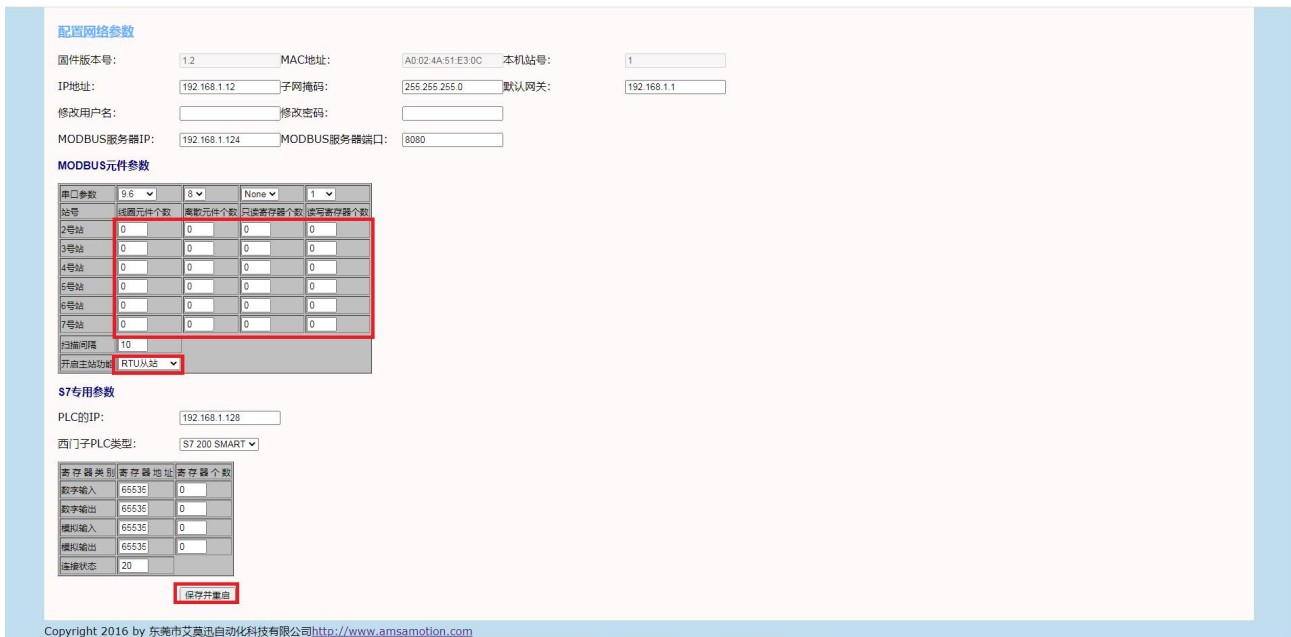 配置网络参数
固件版本号: 1.2 MAC地址: A0:02:4A:51:E3:0C 本机站号: 1
IP地址: 192.168.1.12 子网掩码: 255.255.255.0 默认网关: 192.168.1.1
修改用户名: 修改密码:
MODBUS服务器IP: 192.168.1.124 MODBUS服务器端口: 8080
MODBUS元件参数
串口参数 9.6 8 None 1
站号 线圈元件个数 离散元件个数 只读寄存器个数 读写寄存器个数
2号站 0 0 0 0
3号站 0 0 0 0
4号站 0 0 0 0
5号站 0 0 0 0
6号站 0 0 0 0
7号站 0 0 0 0
扫描间隔 10
开启主站功能 RTU从站
S7专用参数
PLC的IP: 192.168.1.128
西门子PLC类型: S7 200 SMART
寄存器类别 寄存器地址 寄存器个数
数字输入 65535 0
数字输出 65535 0
模拟输入 65535 0
模拟输出 65535 0
连接状态 20
保存并重启
Copyright 2016 by 东莞市艾莫迅自动化科技有限公司http://www.amsamotion.com